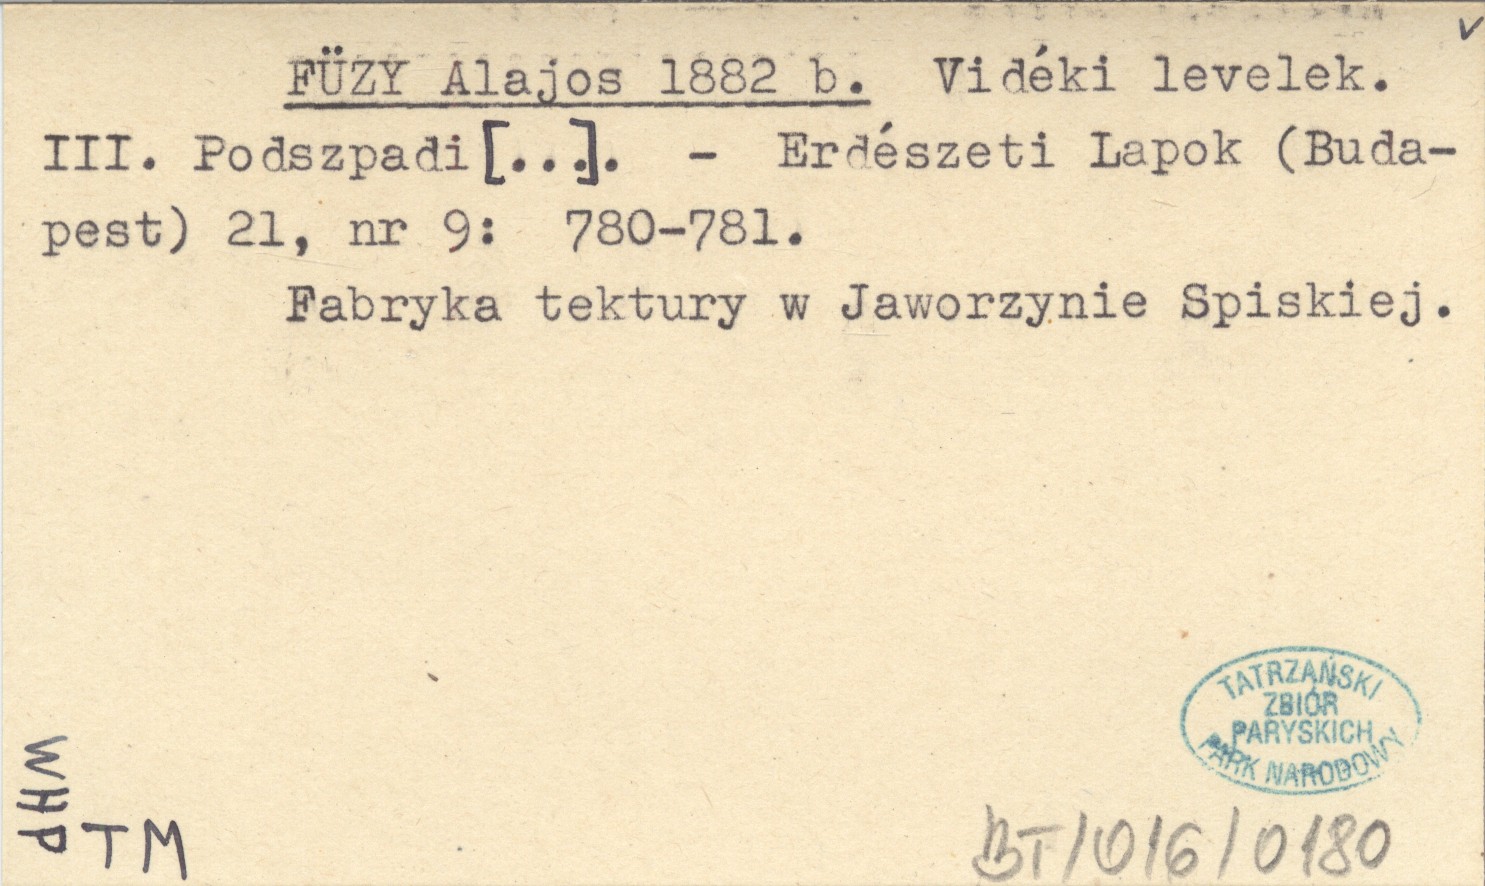 ✓
FÜZY Alajos 1882 b. Vidéki levelek.
III. Podszpadi[...]. - Erdészeti Lapok (Buda-
pest) 21, nr 9: 780-781.
Fabryka tektury w Jaworzynie Spiskiej.
TATRZAŃSKI
ZBIÓR
PARYSKICH
PARK NARODOWY
WHP
TM
BT/016/0180